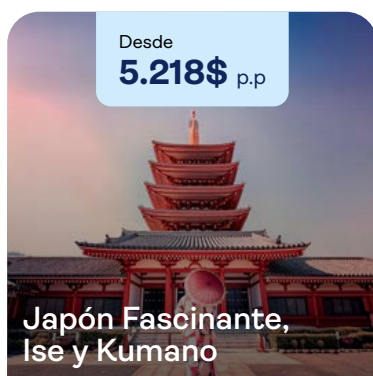 Desde
5.218$ p.p
Japón Fascinante,
Ise y Kumano